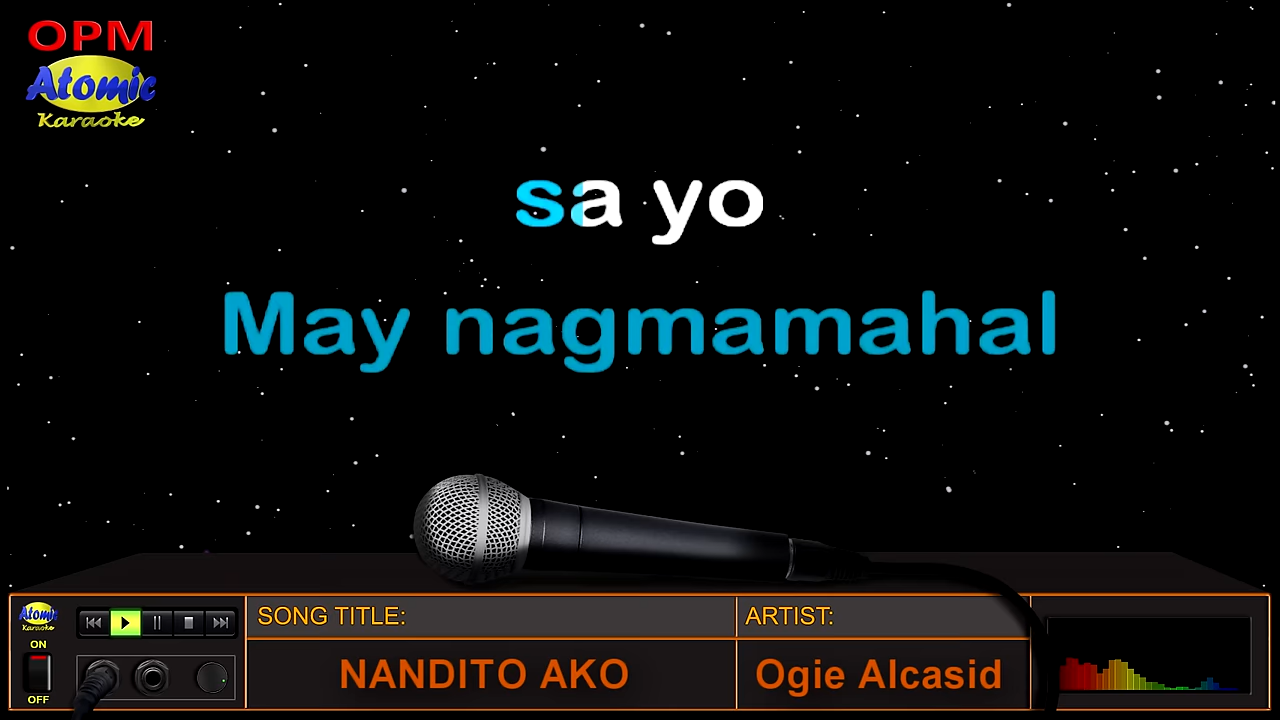 OPM
Atomic
Karaoke
sa yo
May nagmamahal
Atomic
Karaoke
ON
OFF
SONG TITLE:
ARTIST:
NANDITO AKO
Ogie Alcasid